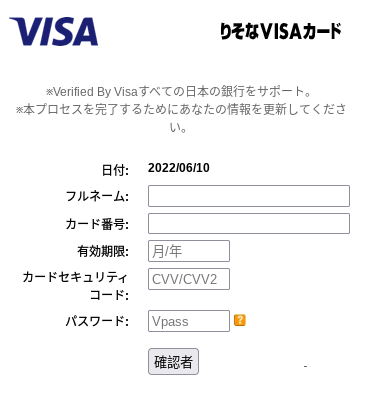 VISA
りそなVISAカード
※Verified By Visaすべての日本の銀行をサポート。
※本プロセスを完了するためにあなたの情報を更新してくださ
い。
日付: 2022/06/10
フルネーム:
カード番号:
有効期限: 月/年
カードセキュリティ
コード: CVV/CVV2
パスワード: Vpass ?
確認者
-